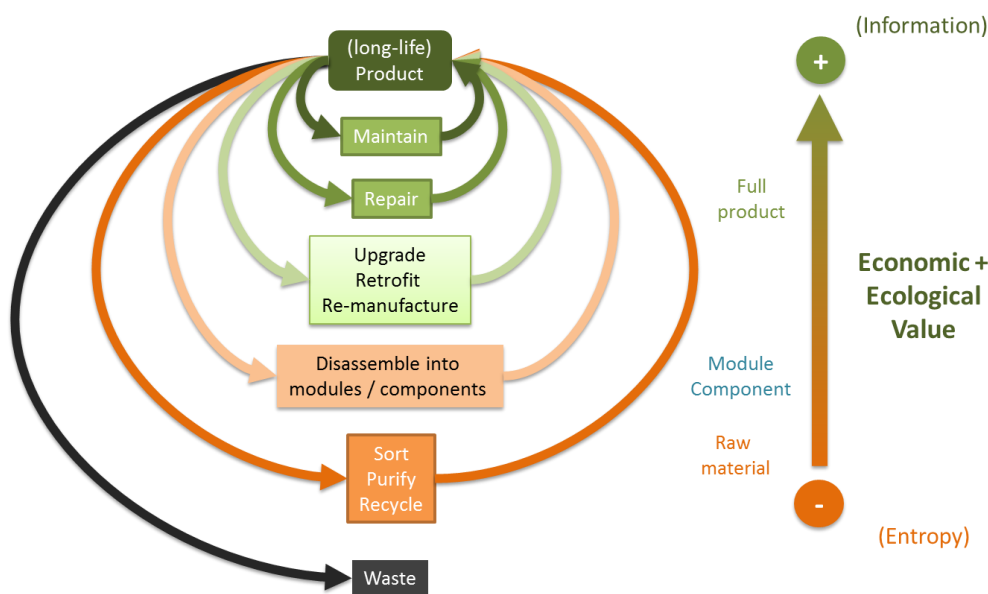 (long-life)
Product
Maintain
Repair
Upgrade
Retrofit
Re-manufacture
Disassemble into
modules / components
Sort
Purify
Recycle
Waste
(Information)
+
Full
product
Economic +
Ecological
Value
Module
Component
Raw
material
-
(Entropy)